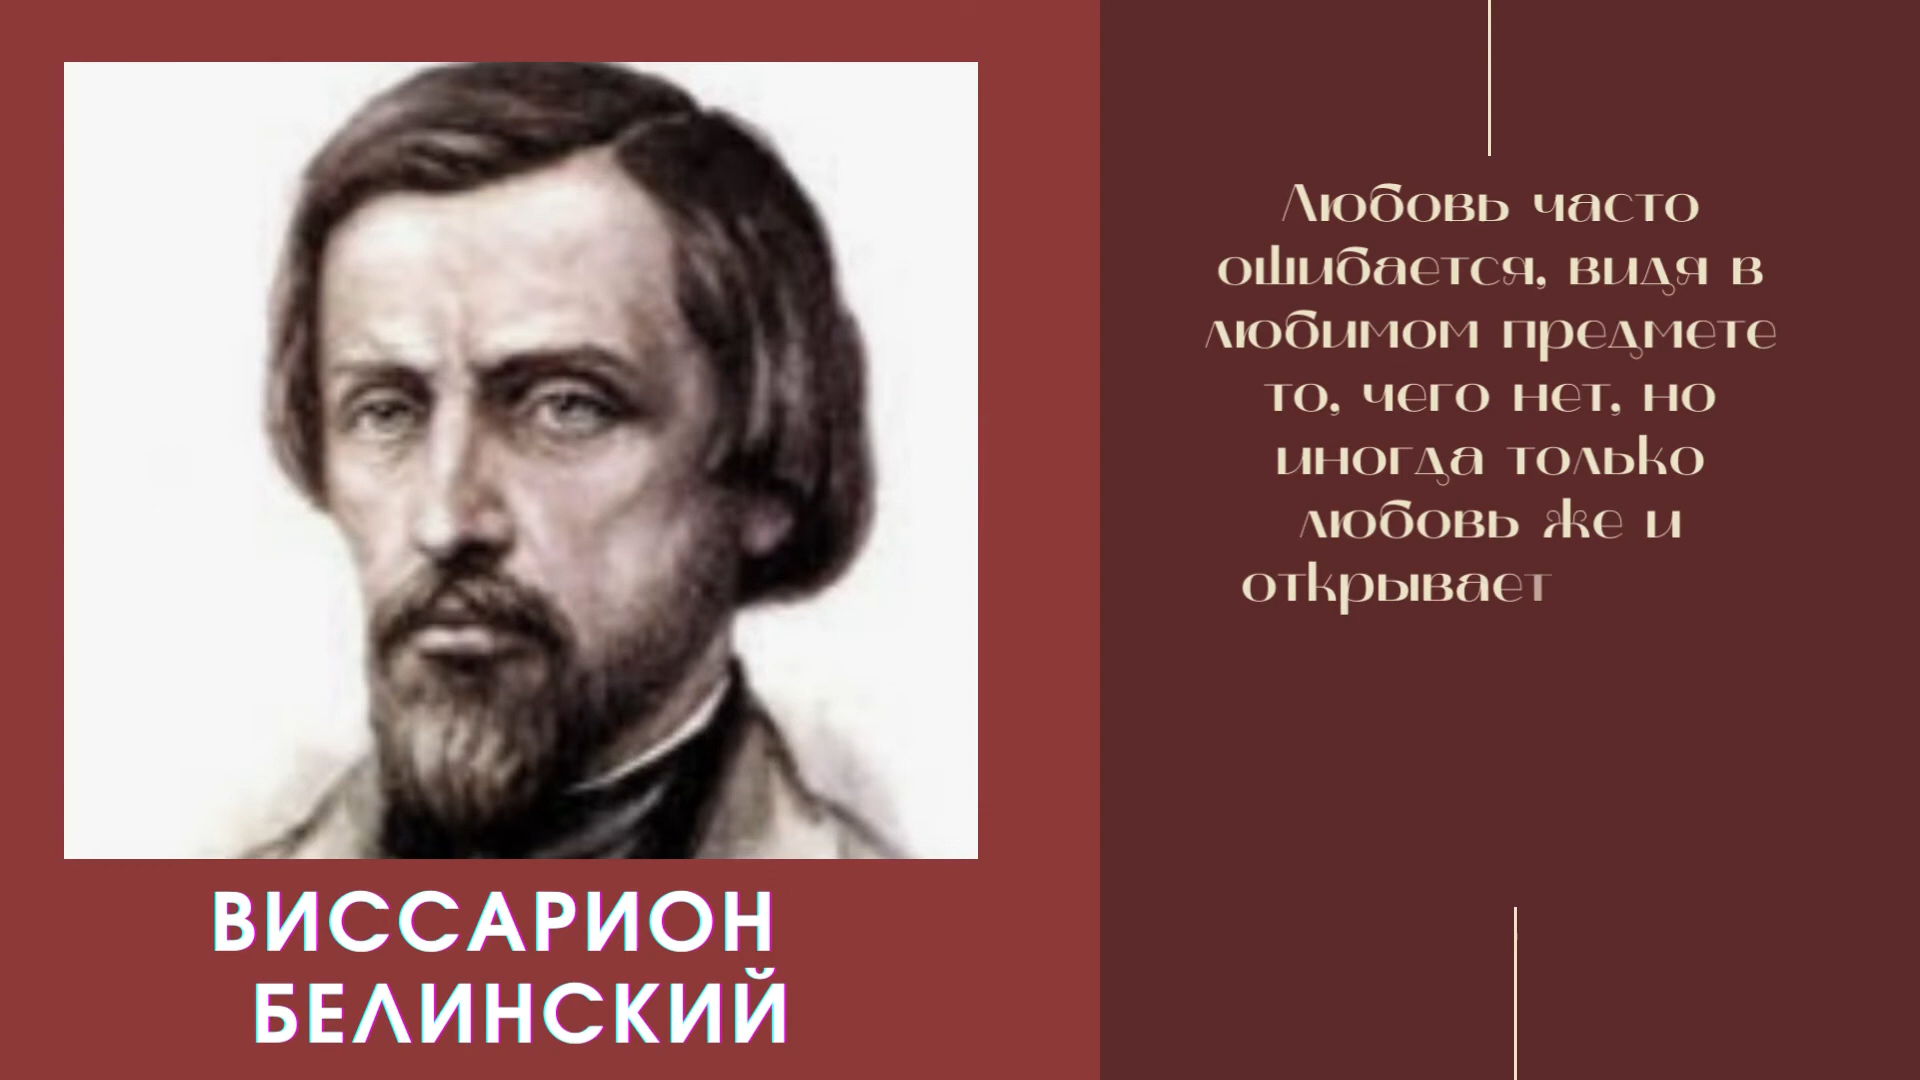 ВИССАРИОН
БЕЛИНСКИЙ
Любовь часто
ошибается, видя в
любимом предмете
то, чего нет, но
иногда только
любовь же и
открывает